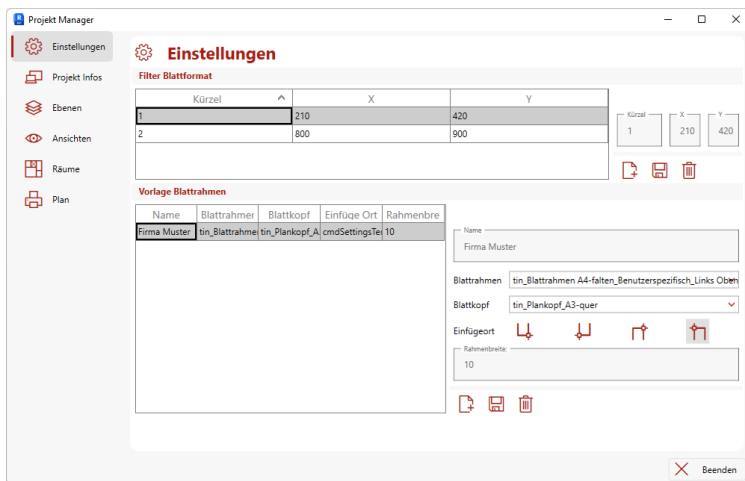 Projekt Manager
Einstellungen
Projekt Infos
Ebenen
Ansichten
Räume
Plan
Einstellungen
Filter Blattformat
Kürzel X Y
1 210 420
2 800 900
Kürzel X Y
1 210 420
Vorlage Blattrahmen
Name Blattrahmer Blattkopf Einfüge Ort Rahmenbre
Firma Muster tin_Blattrahme tin_Plankopf_A cmdSettingsTe 10
Name
Firma Muster
Blattrahmen tin_Blattrahmen A4-falten_Benutzerspezifisch_Links Oben
Blattkopf tin_Plankopf_A3-quer
Einfügeort
Rahmenbreite:
10
Beenden